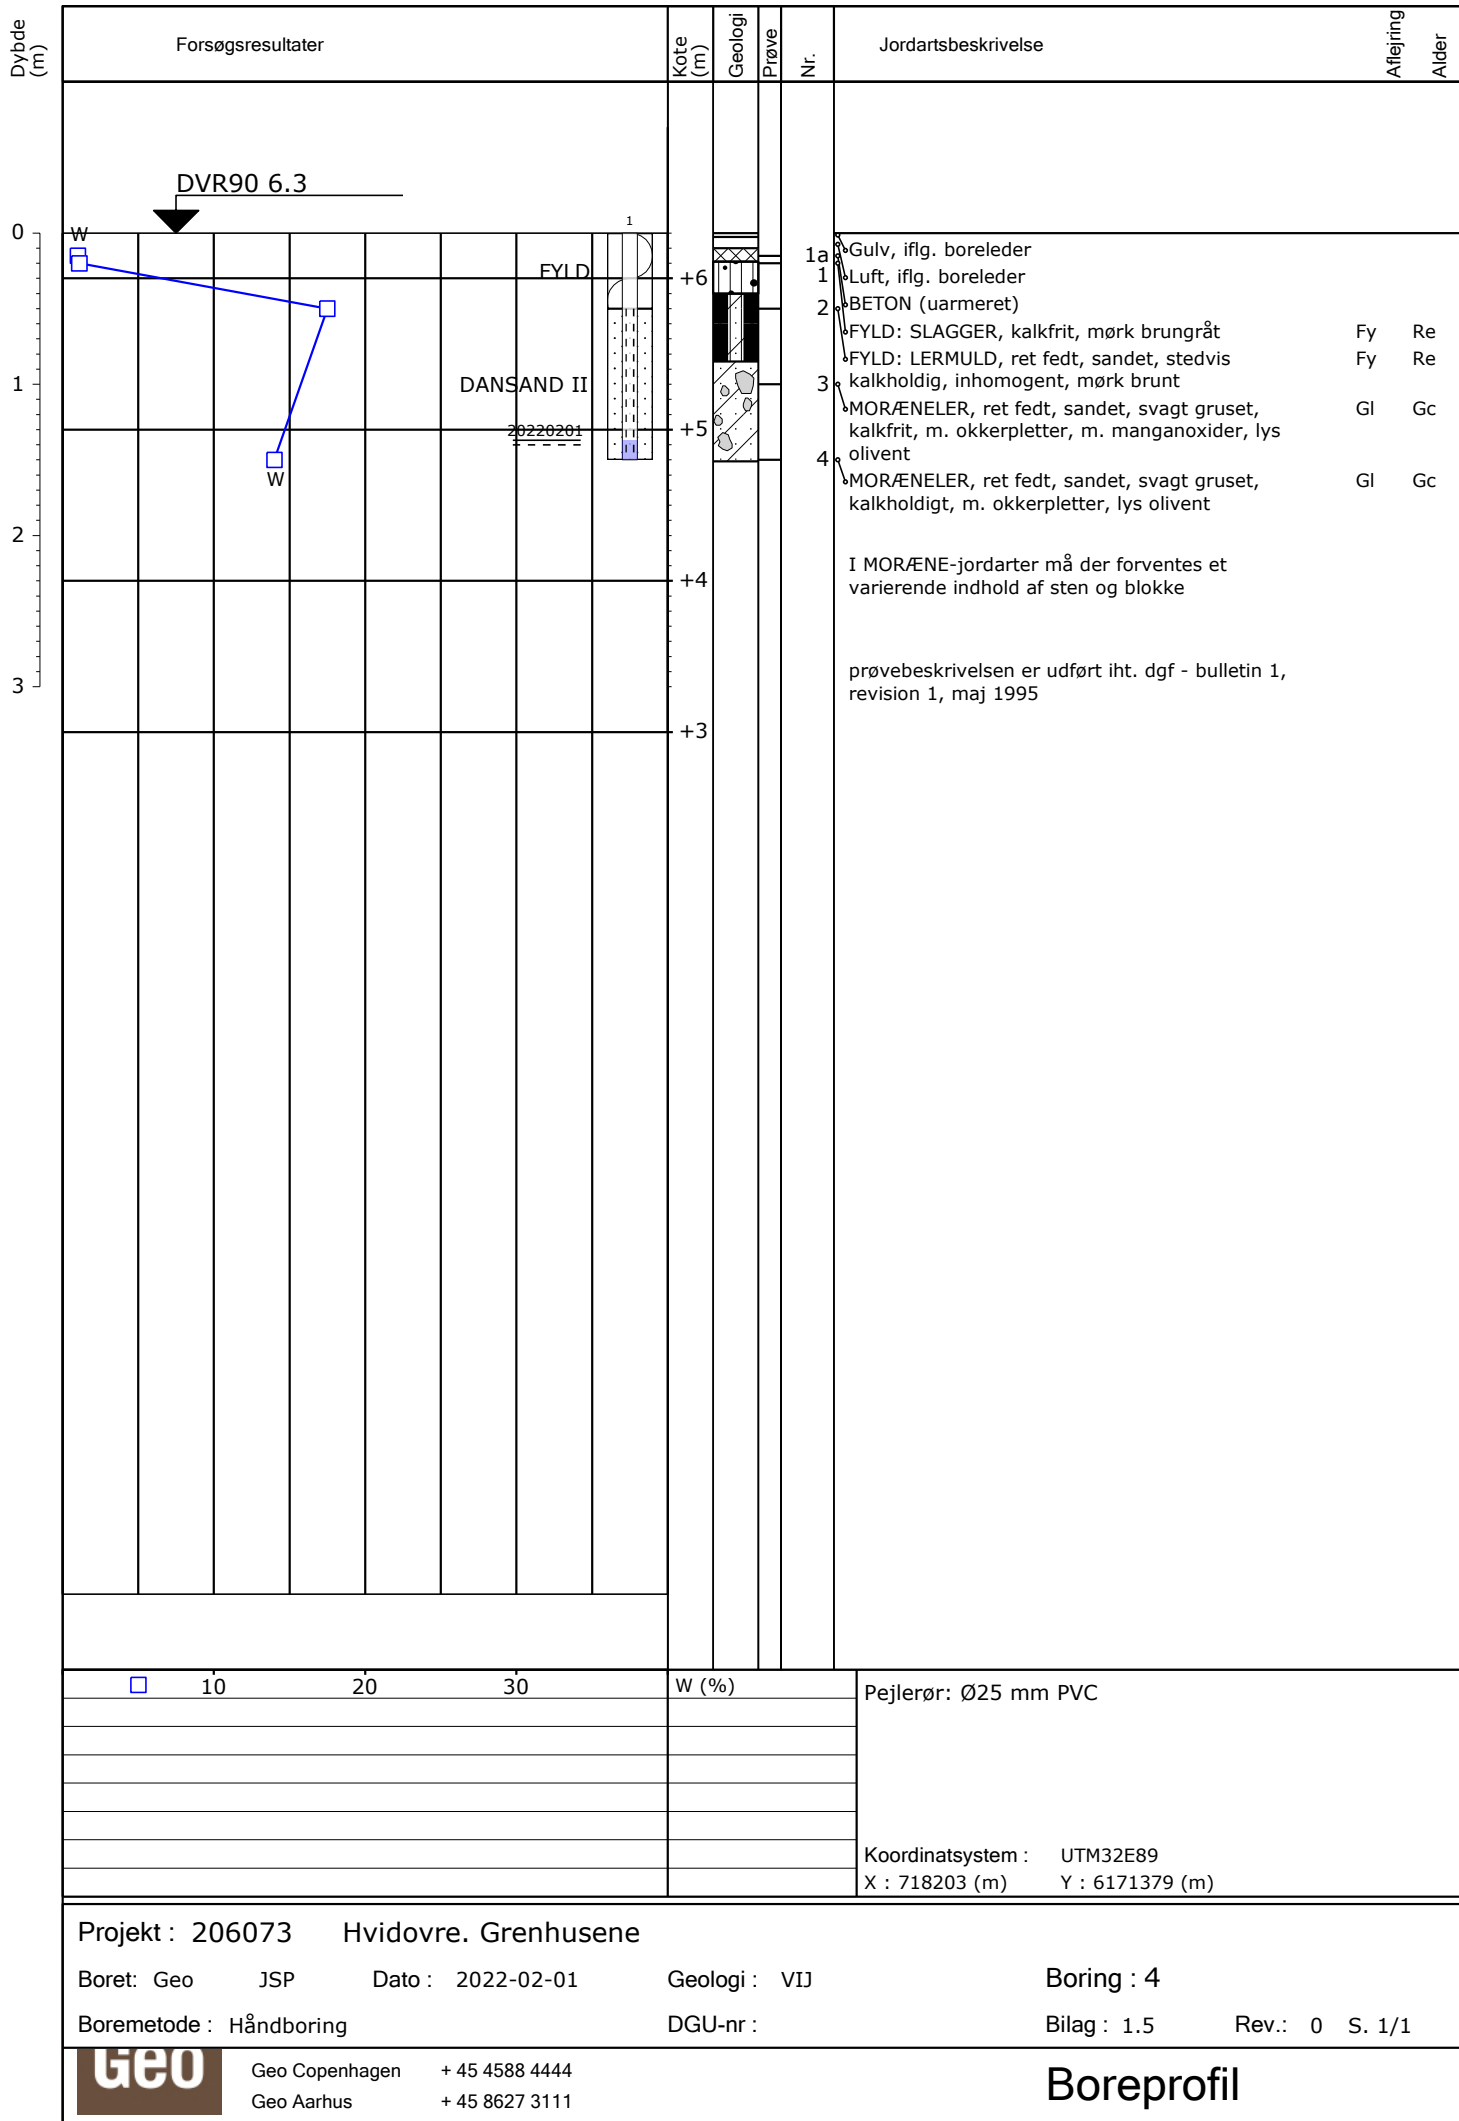 Dybde (m)
Forsøgsresultater
Kote (m)
Geologi
Prøve
Nr.
Jordartsbeskrivelse
Aflejring
Alder
DVR90 6.3
0
W
1
FYLD
+6
1a
1
2
Gulv, iflg. boreleder
Luft, iflg. boreleder
BETON (uarmeret)
FYLD: SLAGGER, kalkfrit, mørk brungråt Fy Re
FYLD: LERMULD, ret fedt, sandet, stedvis Fy Re
kalkholdig, inhomogent, mørk brunt
1
DANSAND II
3
MORÆNELER, ret fedt, sandet, svagt gruset, Gl Gc
kalkfrit, m. okkerpletter, m. manganoxider, lys
olivent
20220201
+5
4
W
MORÆNELER, ret fedt, sandet, svagt gruset, Gl Gc
kalkholdigt, m. okkerpletter, lys olivent
2
+4
I MORÆNE-jordarter må der forventes et
varierende indhold af sten og blokke
3
+3
prøvebeskrivelsen er udført iht. dgf - bulletin 1,
revision 1, maj 1995
10 20 30 W (%)
Pejlerør: Ø25 mm PVC
Koordinatsystem : UTM32E89
X : 718203 (m) Y : 6171379 (m)
Projekt : 206073 Hvidovre. Grenhusene
Boret: Geo JSP Dato : 2022-02-01 Geologi : VIJ Boring : 4
Boremetode : Håndboring DGU-nr : Bilag : 1.5 Rev.: 0 S. 1/1
Geo
Geo Copenhagen + 45 4588 4444
Geo Aarhus + 45 8627 3111
Boreprofil